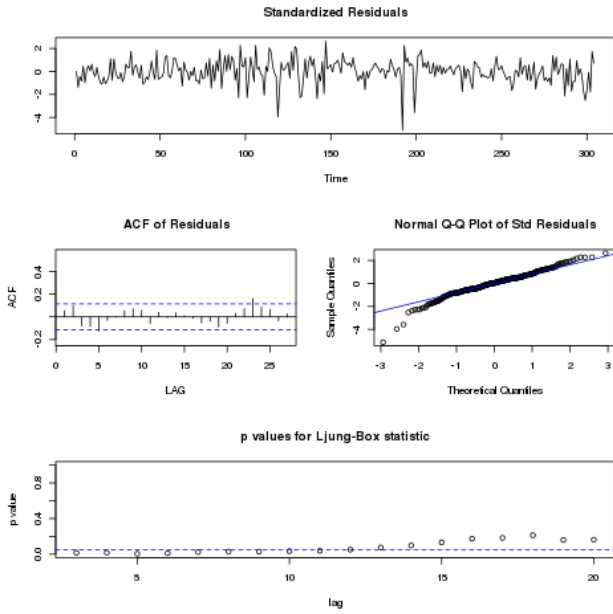 Standardized Residuals
2
0
-2
-4
0 50 100 150 200 250 300
Time
ACF of Residuals
ACF
0.4
0.2
-0.2
0 5 10 15 20 25
LAG
Normal Q-Q Plot of Std Residuals
Sample Quantiles
2
0
-2
-4
-3 -2 -1 0 1 2 3
Theoretical Quantiles
p values for Ljung-Box statistic
p value
0.8
0.4
0.0
5 10 15 20
lag